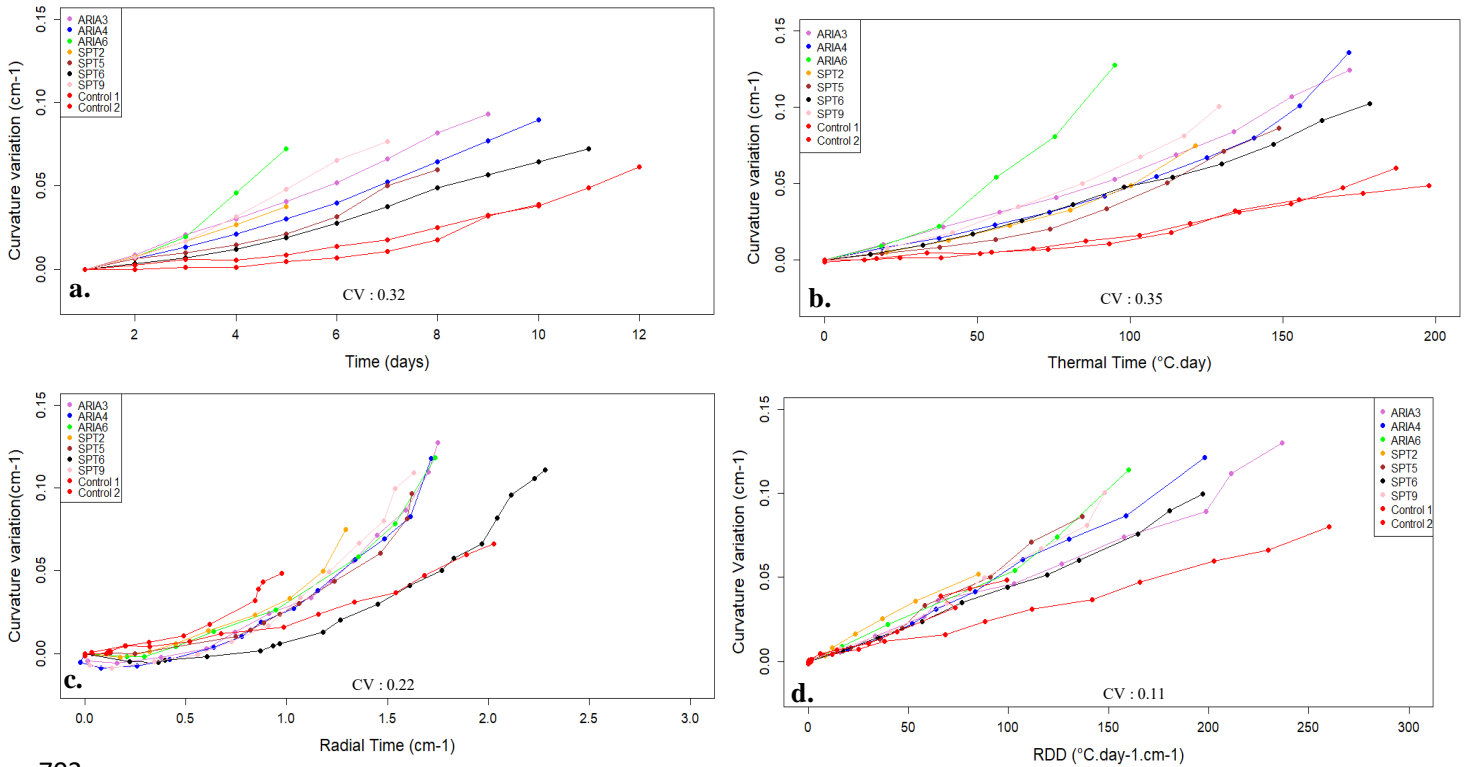 0.15
0.10
0.05
0.00
Curvature variation (cm-1)
ARIA3
ARIA4
ARIA6
SPT2
SPT5
SPT6
SPT9
Control 1
Control 2
a.
CV : 0.32
2 4 6 8 10 12
Time (days)
0.15
0.10
0.05
0.00
Curvature variation (cm-1)
ARIA3
ARIA4
ARIA6
SPT2
SPT5
SPT6
SPT9
Control 1
Control 2
b.
CV : 0.35
0 50 100 150 200
Thermal Time (°C.day)
0.15
0.10
0.05
0.00
Curvature variation(cm-1)
ARIA3
ARIA4
ARIA6
SPT2
SPT5
SPT6
SPT9
Control 1
Control 2
c.
CV : 0.22
0.0 0.5 1.0 1.5 2.0 2.5 3.0
Radial Time (cm-1)
0.15
0.10
0.05
0.00
Curvature Variation (cm-1)
ARIA3
ARIA4
ARIA6
SPT2
SPT5
SPT6
SPT9
Control 1
Control 2
d.
CV : 0.11
0 50 100 150 200 250 300
RDD (°C.day-1.cm-1)